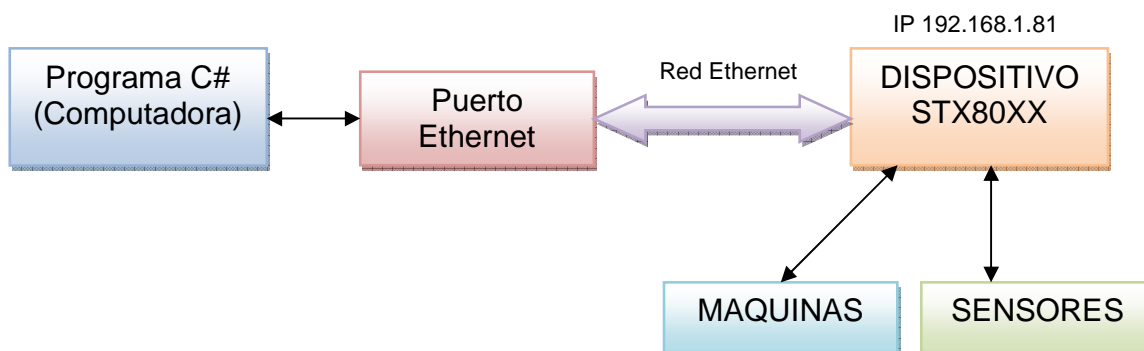 IP 192.168.1.81
Programa C#
(Computadora)
Puerto
Ethernet
Red Ethernet
DISPOSITIVO
STX80XX
MAQUINAS
SENSORES